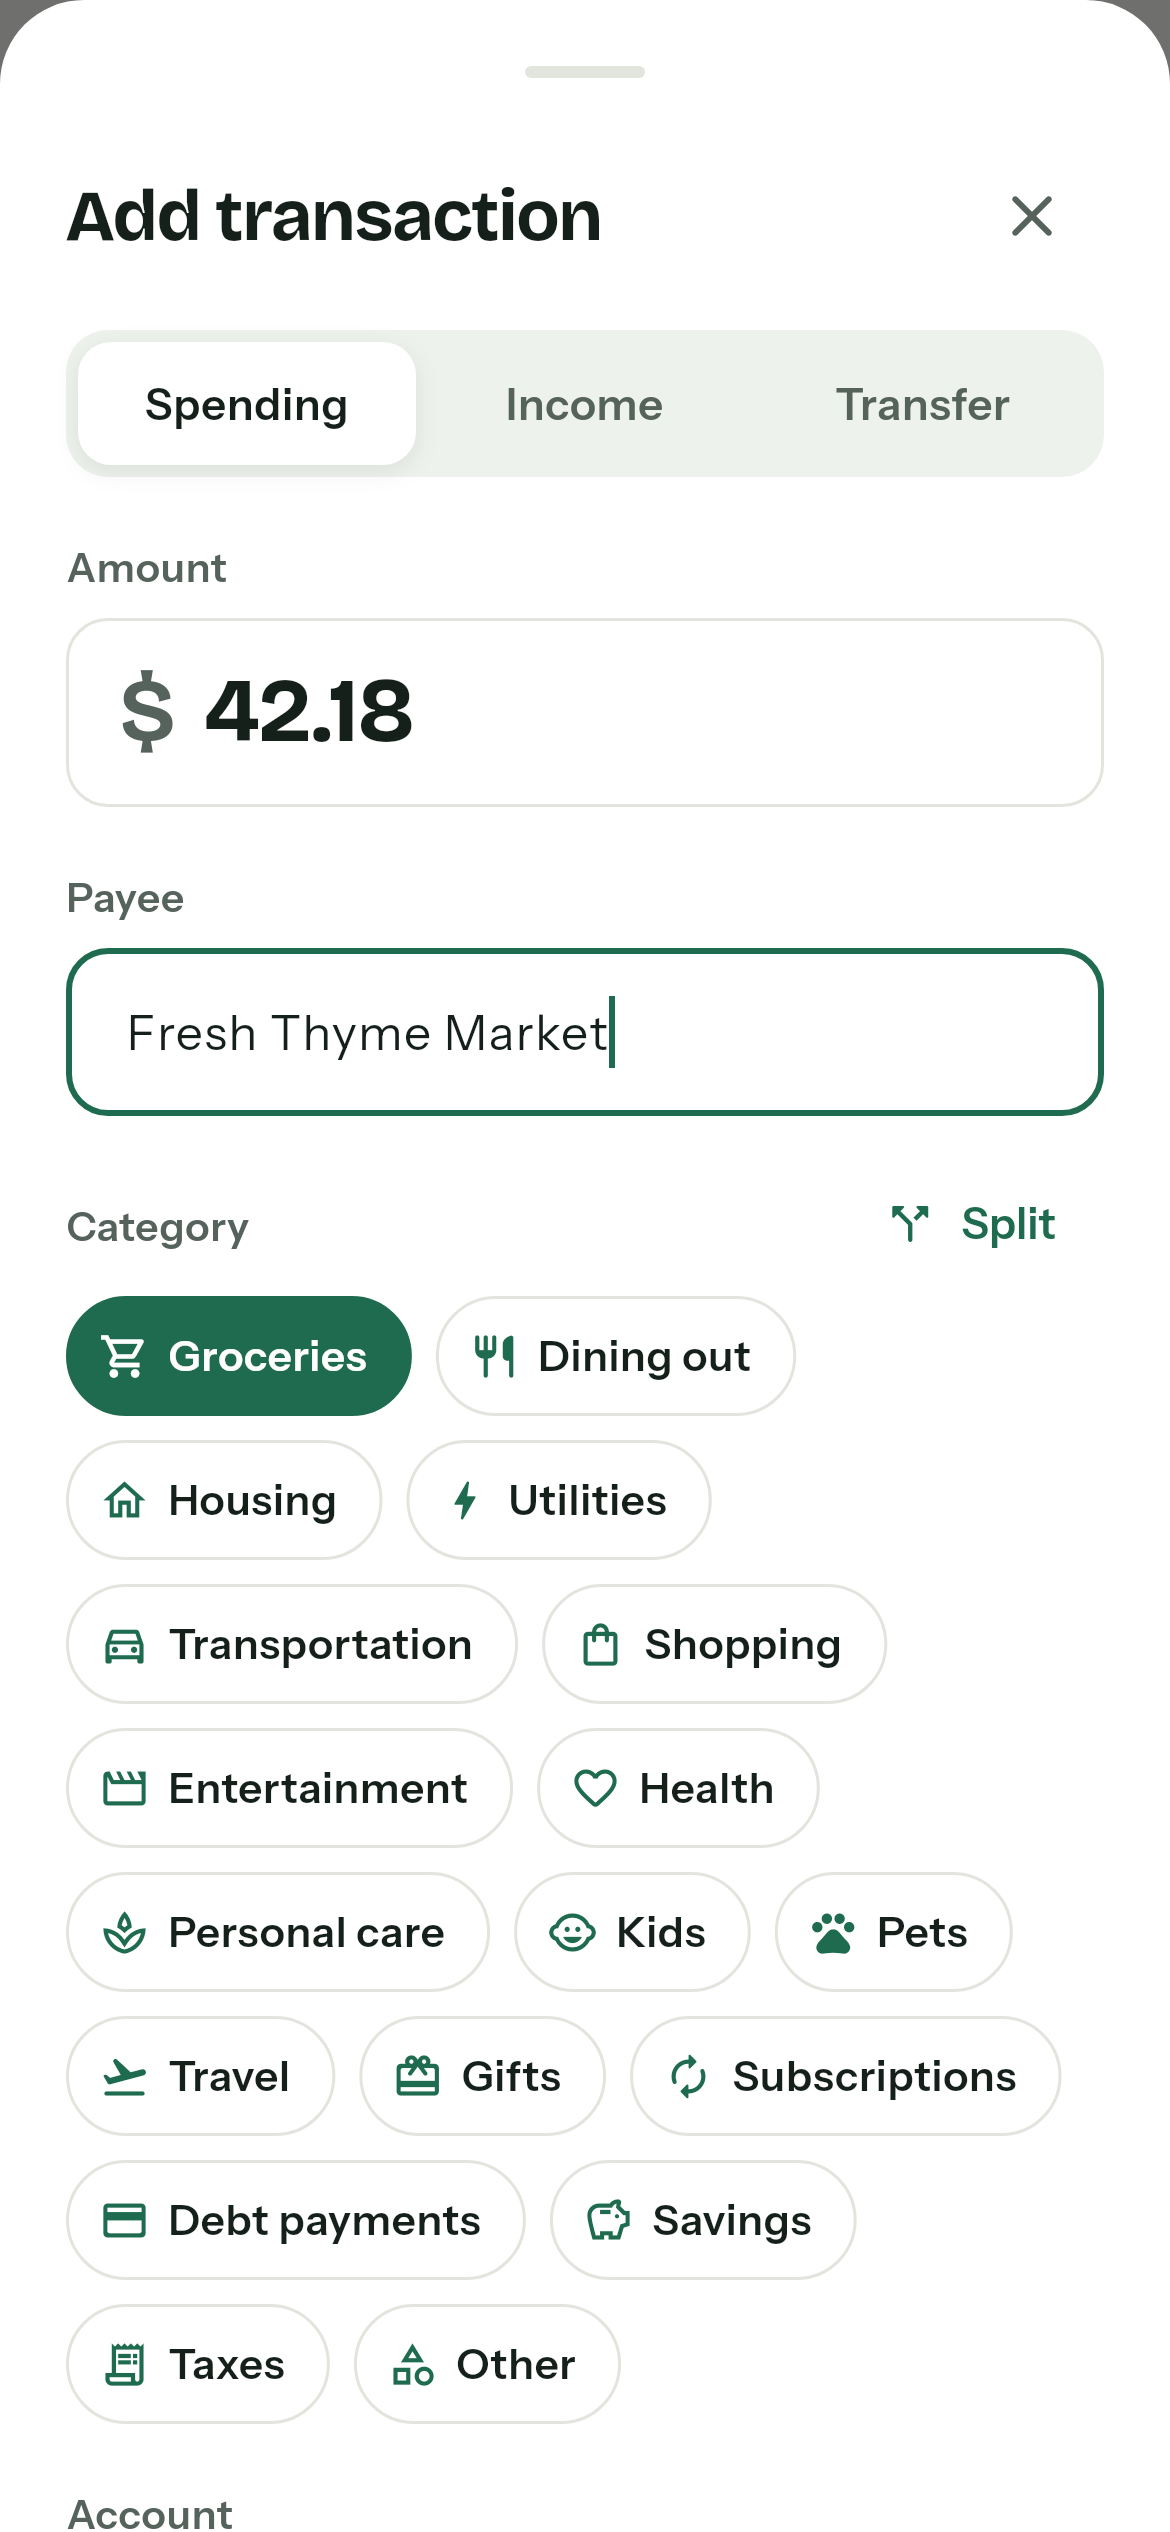 Add transaction
Spending Income Transfer
Amount
$ 42.18
Payee
Fresh Thyme Market
Category Split
Groceries Dining out
Housing Utilities
Transportation Shopping
Entertainment Health
Personal care Kids Pets
Travel Gifts Subscriptions
Debt payments Savings
Taxes Other
Account